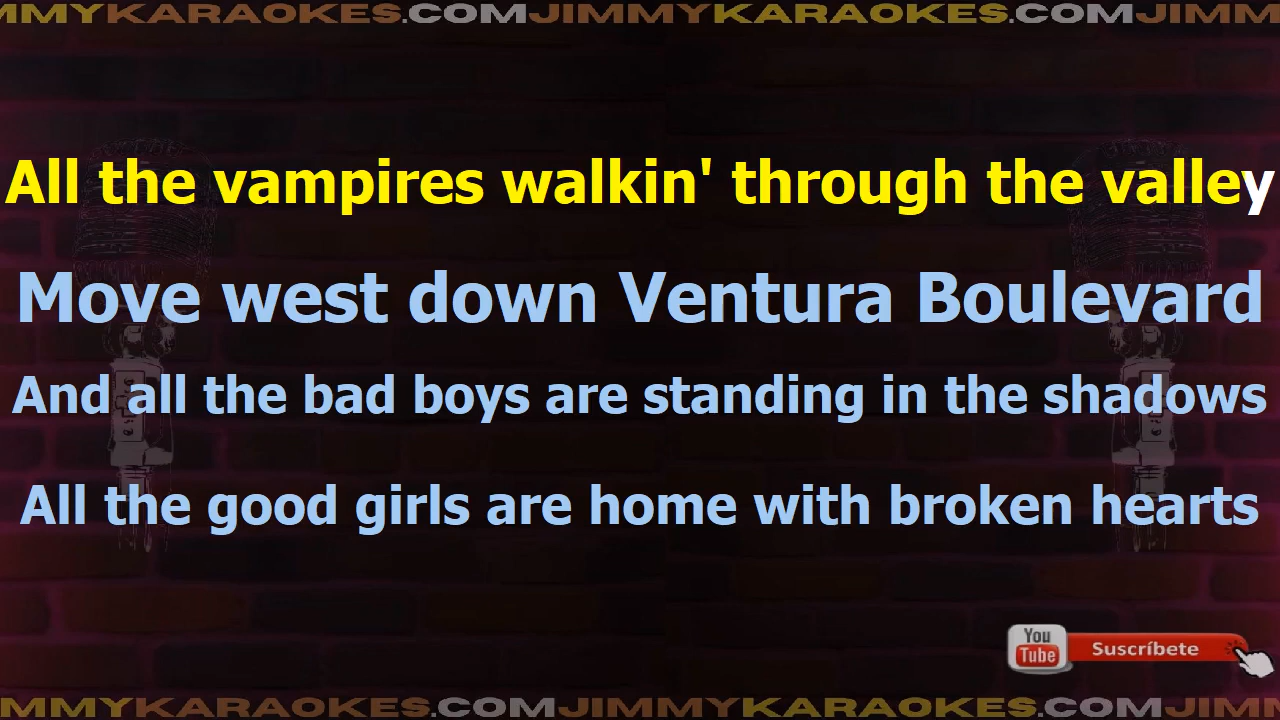 MMYKARAOKES.COMJIMMYKARAOKES.COMJIMM
All the vampires walkin' through the valley
Move west down Ventura Boulevard
And all the bad boys are standing in the shadows
All the good girls are home with broken hearts
You
Tube
Suscríbete
MMYKARAOKES.COMJIMMYKARAOKES.COMJIMM